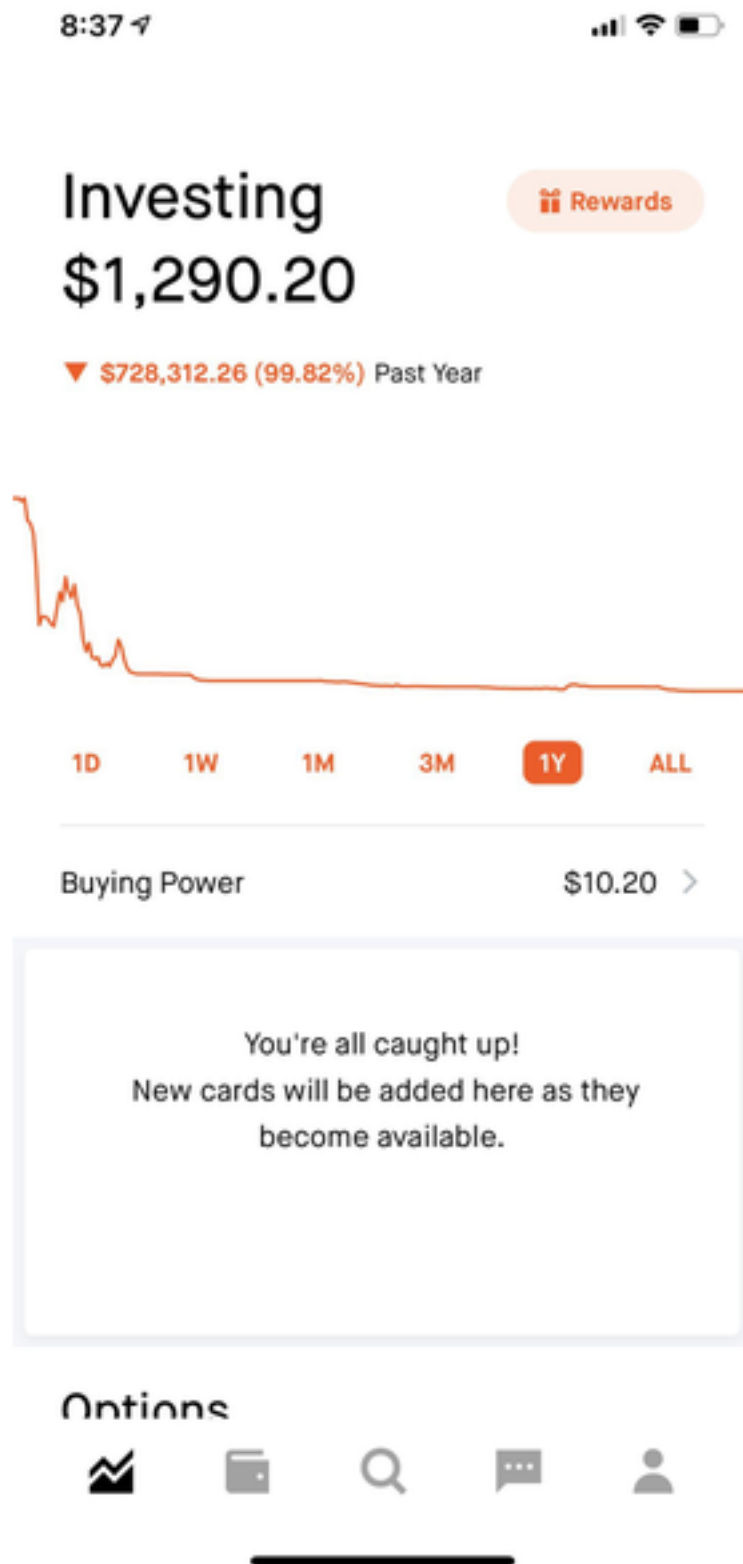 8:37
Investing
Rewards
$1,290.20
▼ $728,312.26 (99.82%) Past Year
1D 1W 1M 3M 1Y ALL
Buying Power $10.20 >
You're all caught up!
New cards will be added here as they
become available.
Options